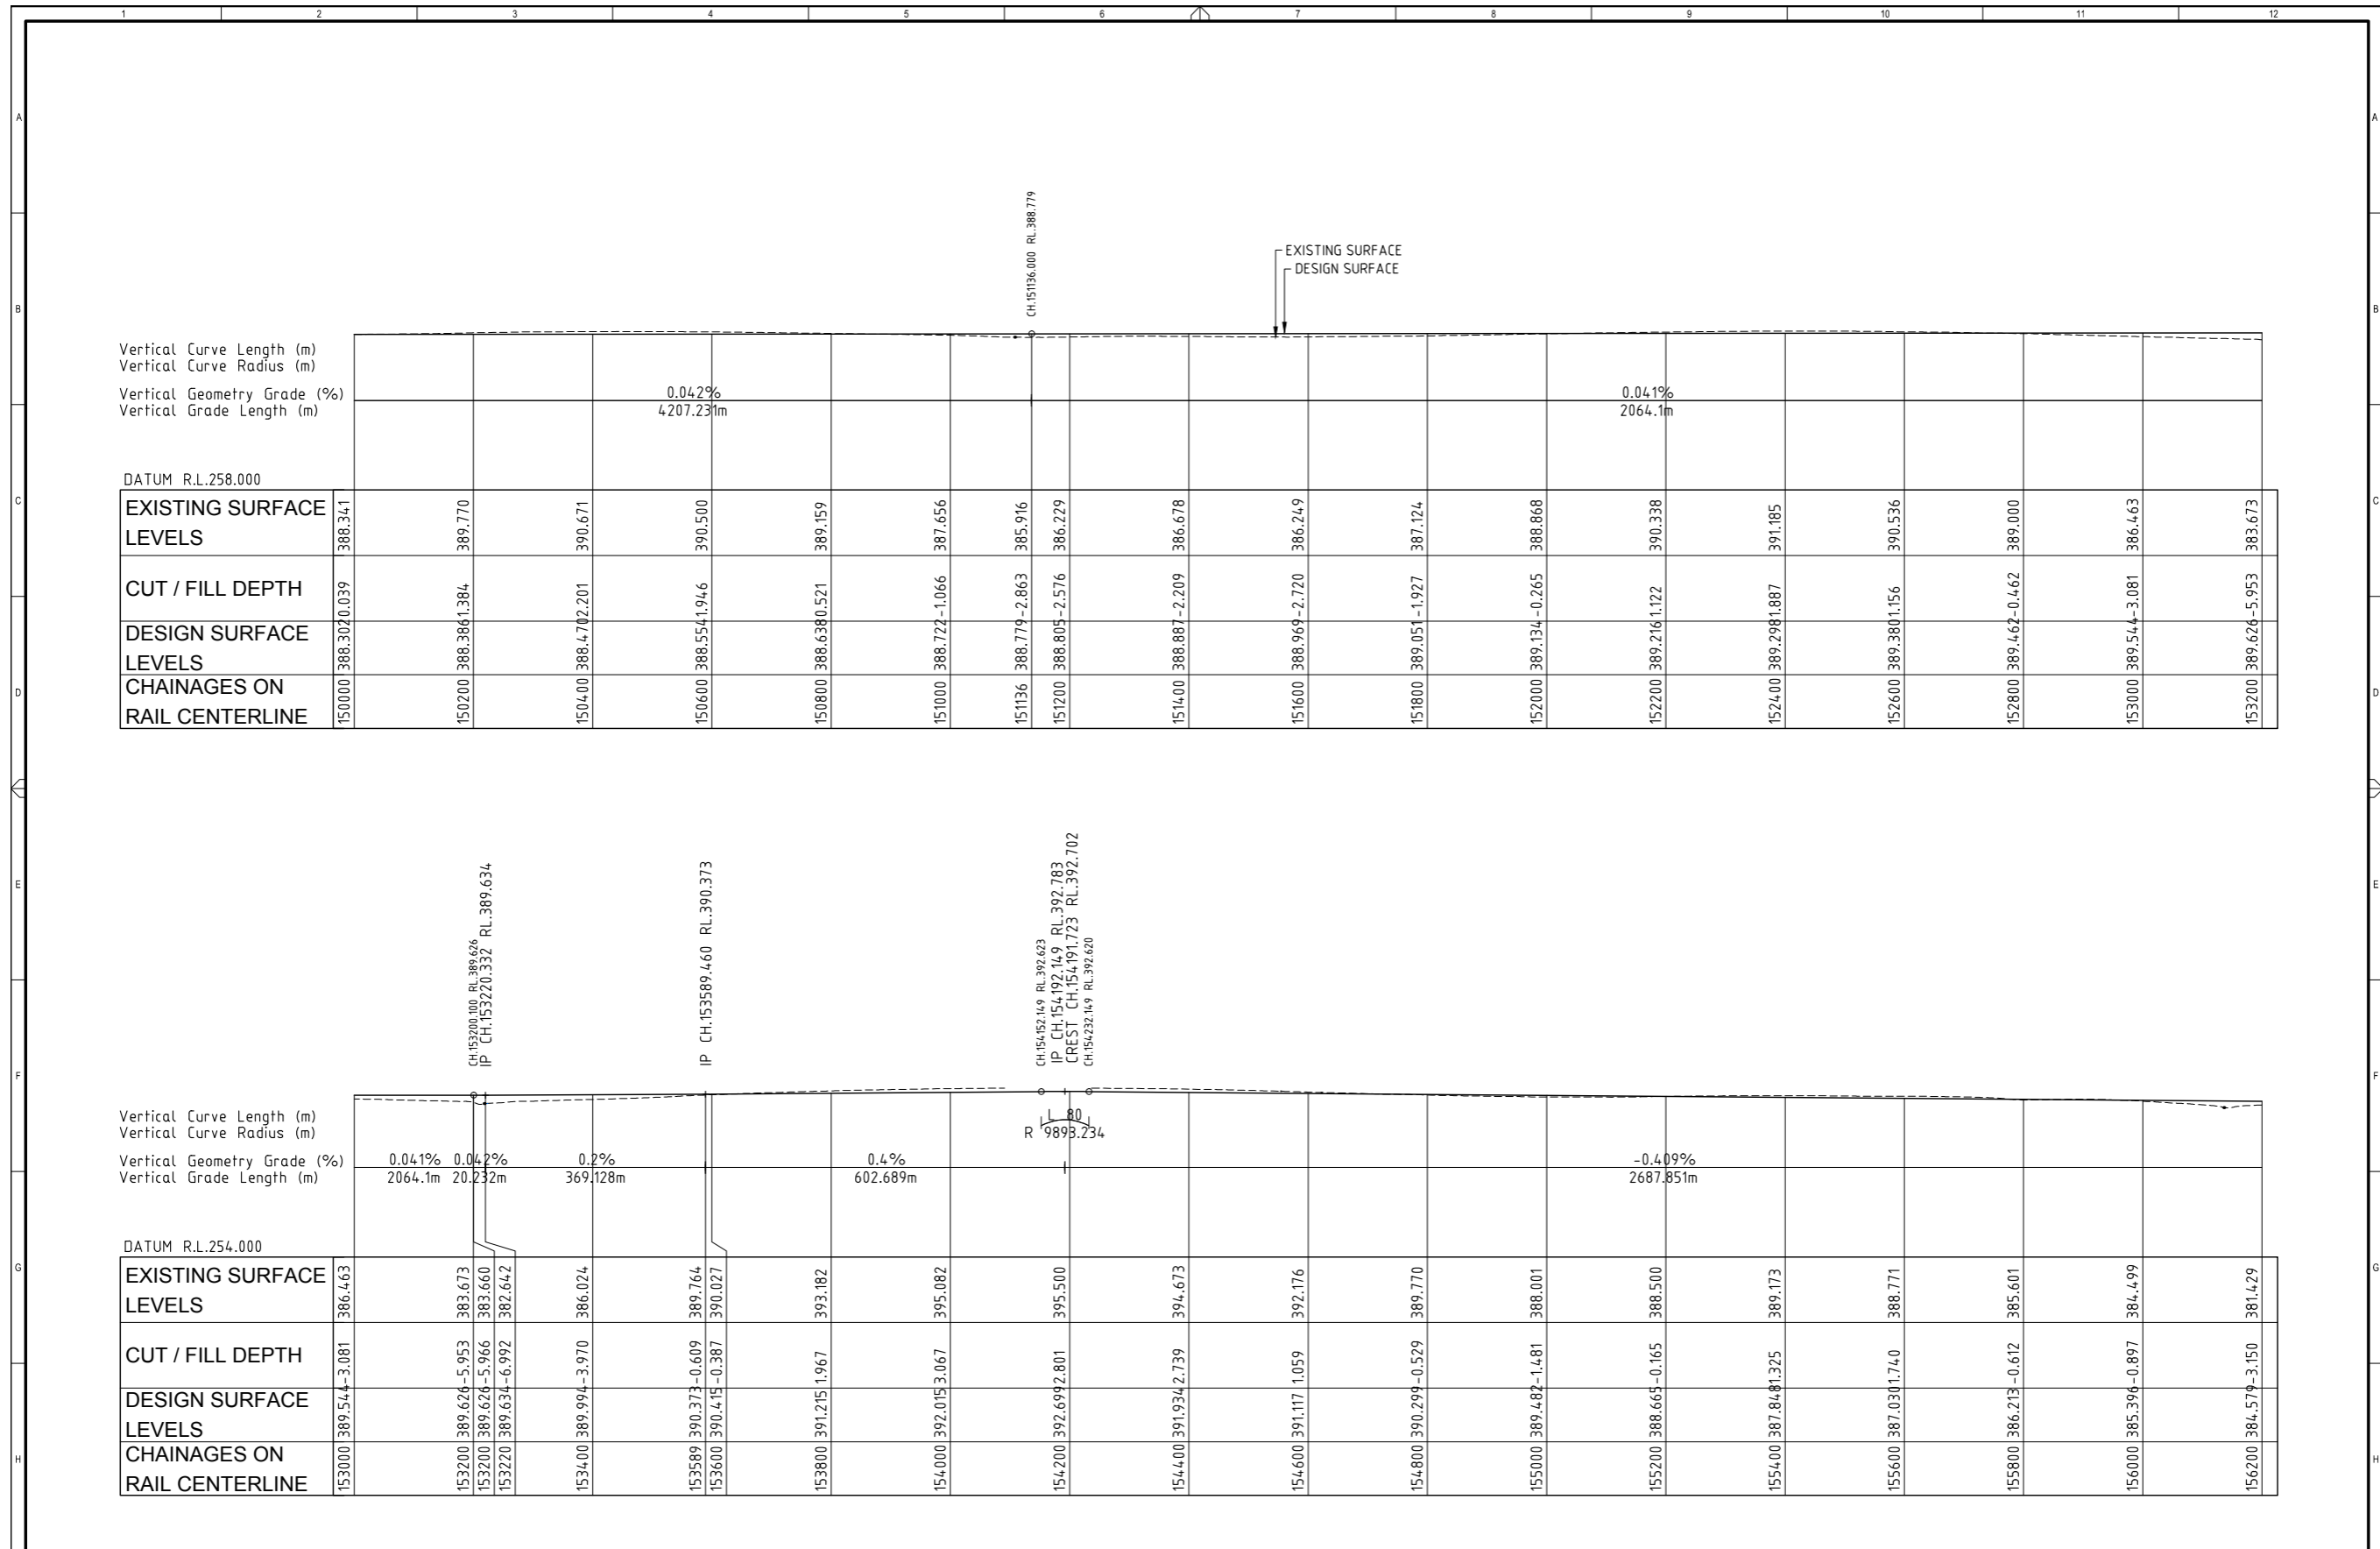 1 2 3 4 5 6 7 8 9 10 11 12
A A
CH.151136.000 RL.388.779
EXISTING SURFACE
DESIGN SURFACE
B B
Vertical Curve Length (m)
Vertical Curve Radius (m)
Vertical Geometry Grade (%) 0.042% 0.041%
Vertical Grade Length (m) 4207.231m 2064.1m
DATUM R.L.258.000
C C
EXISTING SURFACE LEVELS 388.341 389.770 390.671 390.500 389.159 387.656 385.916 386.229 386.678 386.249 387.124 388.868 390.338 391.185 390.536 389.000 386.463 383.673
CUT / FILL DEPTH 0.039 1.384 2.201 1.946 0.521 -1.066 -2.863 -2.576 -2.209 -2.720 -1.927 -0.265 1.122 1.887 1.156 -0.462 -3.081 -5.953
DESIGN SURFACE LEVELS 388.302 388.386 388.470 388.554 388.638 388.722 388.779 388.805 388.887 388.969 389.051 389.134 389.216 389.298 389.380 389.462 389.544 389.626
D D
CHAINAGES ON RAIL CENTERLINE 150000 150200 150400 150600 150800 151000 151136 151200 151400 151600 151800 152000 152200 152400 152600 152800 153000 153200
E E
CH.153200.100 RL.389.626
IP CH.153220.332 RL.389.634
IP CH.153589.460 RL.390.373
CH.154152.149 RL.392.623
IP CH.154192.149 RL.392.783
CREST CH.154191.723 RL.392.702
CH.154232.149 RL.392.620
F F
Vertical Curve Length (m) L 80
Vertical Curve Radius (m) R 9893.234
Vertical Geometry Grade (%) 0.041% 0.042% 0.2% 0.4% -0.409%
Vertical Grade Length (m) 2064.1m 20.232m 369.128m 602.689m 2687.851m
DATUM R.L.254.000
G G
EXISTING SURFACE LEVELS 386.463 383.673 383.660 382.642 386.024 389.764 390.027 393.182 395.082 395.500 394.673 392.176 389.770 388.001 388.500 389.173 388.771 385.601 384.499 381.429
CUT / FILL DEPTH -3.081 -5.953 -5.966 -6.992 -3.970 -0.609 -0.387 1.967 3.067 2.801 2.739 1.059 -0.529 -1.481 -0.165 1.325 1.740 -0.612 -0.897 -3.150
DESIGN SURFACE LEVELS 389.544 389.626 389.626 389.634 389.994 390.373 390.415 391.215 392.015 392.699 391.934 391.117 390.299 389.482 388.665 387.848 387.030 386.213 385.396 384.579
H H
CHAINAGES ON RAIL CENTERLINE 153000 153200 153200 153220 153400 153589 153600 153800 154000 154200 154400 154600 154800 155000 155200 155400 155600 155800 156000 156200